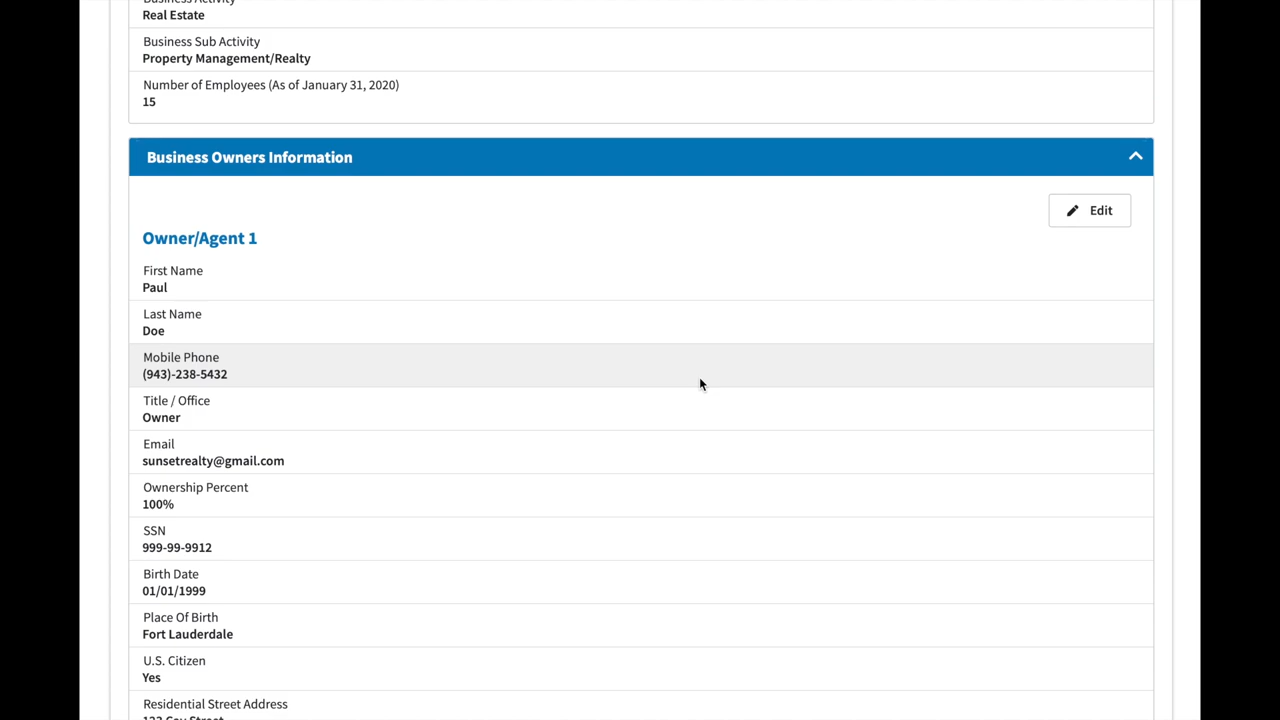 Business Activity
Real Estate
Business Sub Activity
Property Management/Realty
Number of Employees (As of January 31, 2020)
15
Business Owners Information
Edit
Owner/Agent 1
First Name
Paul
Last Name
Doe
Mobile Phone
(943)-238-5432
Title / Office
Owner
Email
sunsetrealty@gmail.com
Ownership Percent
100%
SSN
999-99-9912
Birth Date
01/01/1999
Place Of Birth
Fort Lauderdale
U.S. Citizen
Yes
Residential Street Address